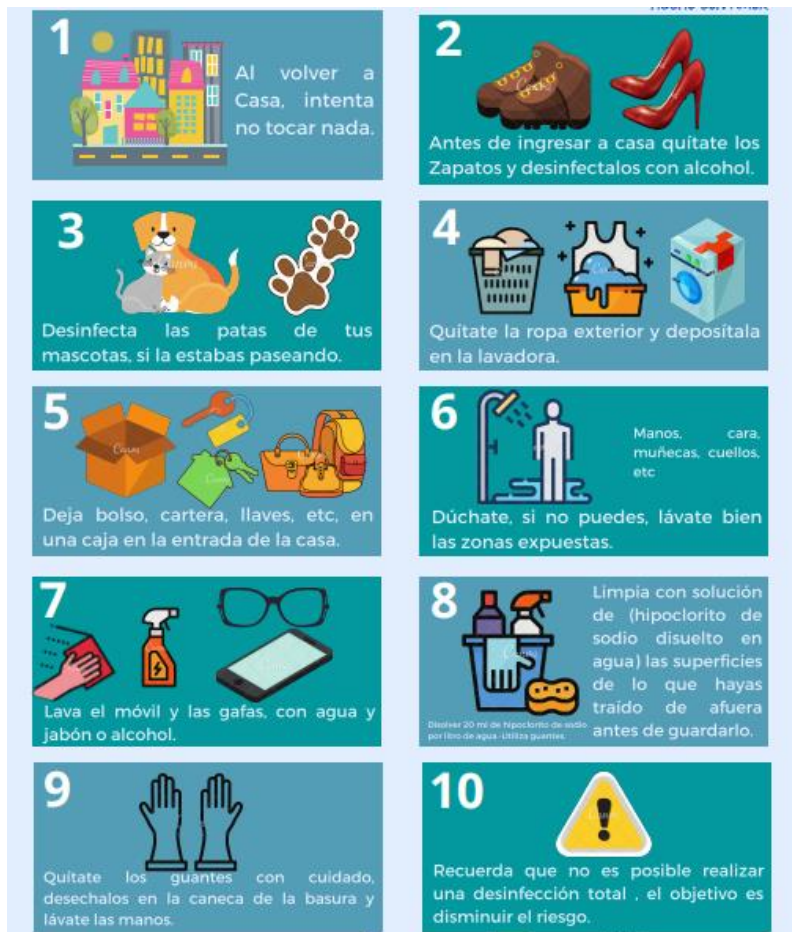 1
Al volver a
Casa, intenta
no tocar nada.
2
Antes de ingresar a casa quítate los
Zapatos y desinfectalos con alcohol.
3
Desinfecta las patas de tus
mascotas, si la estabas paseando.
4
Quítate la ropa exterior y deposítala
en la lavadora.
5
Deja bolso, cartera, llaves, etc, en
una caja en la entrada de la casa.
6
Manos, cara,
muñecas, cuellos,
etc
Dúchate, si no puedes, lávate bien
las zonas expuestas.
7
Lava el móvil y las gafas, con agua y
jabón o alcohol.
8
Limpia con solución
de (hipoclorito de
sodio disuelto en
agua) las superficies
de lo que hayas
traído de afuera
antes de guardarlo.
Disolver 20 ml de hipoclorito de sodio
por litro de agua -Utiliza guantes.
9
Quítate los guantes con cuidado,
desechalos en la caneca de la basura y
lávate las manos.
10
Recuerda que no es posible realizar
una desinfección total , el objetivo es
disminuir el riesgo.